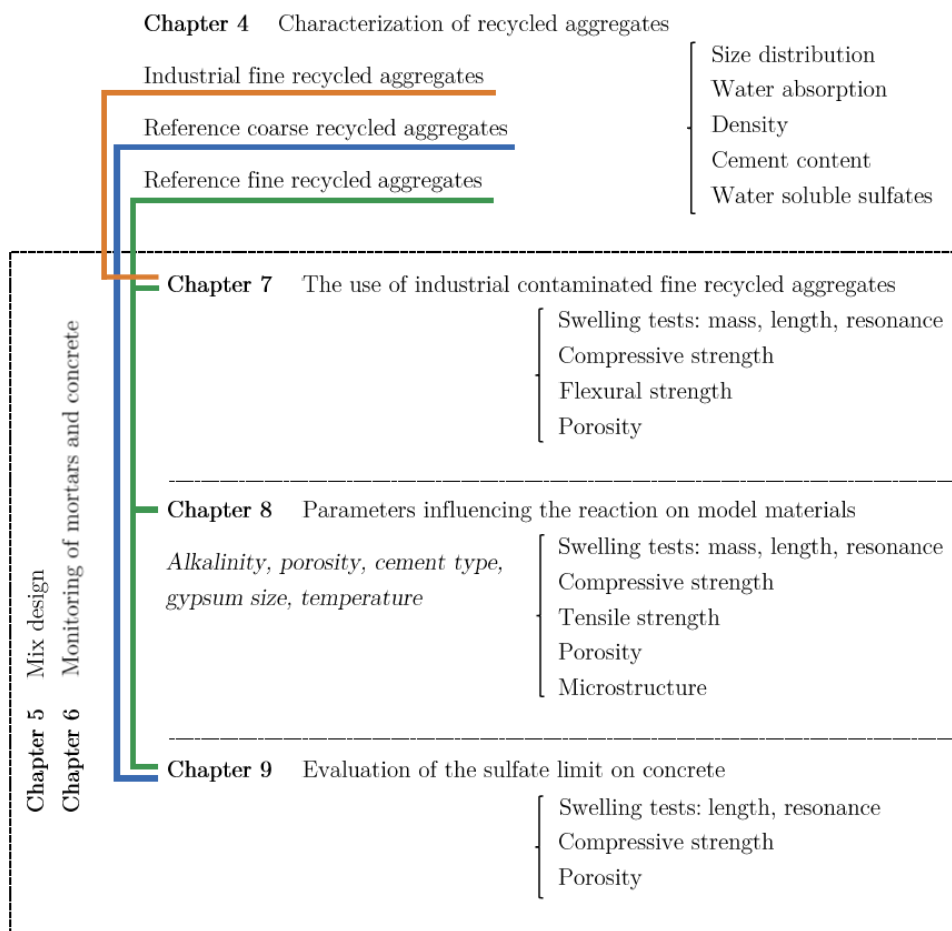 Chapter 4 Characterization of recycled aggregates
Industrial fine recycled aggregates
Reference coarse recycled aggregates
Reference fine recycled aggregates
Size distribution
Water absorption
Density
Cement content
Water soluble sulfates
Chapter 5 Mix design
Chapter 6 Monitoring of mortars and concrete
Chapter 7 The use of industrial contaminated fine recycled aggregates
Swelling tests: mass, length, resonance
Compressive strength
Flexural strength
Porosity
Chapter 8 Parameters influencing the reaction on model materials
Alkalinity, porosity, cement type,
gypsum size, temperature
Swelling tests: mass, length, resonance
Compressive strength
Tensile strength
Porosity
Microstructure
Chapter 9 Evaluation of the sulfate limit on concrete
Swelling tests: length, resonance
Compressive strength
Porosity